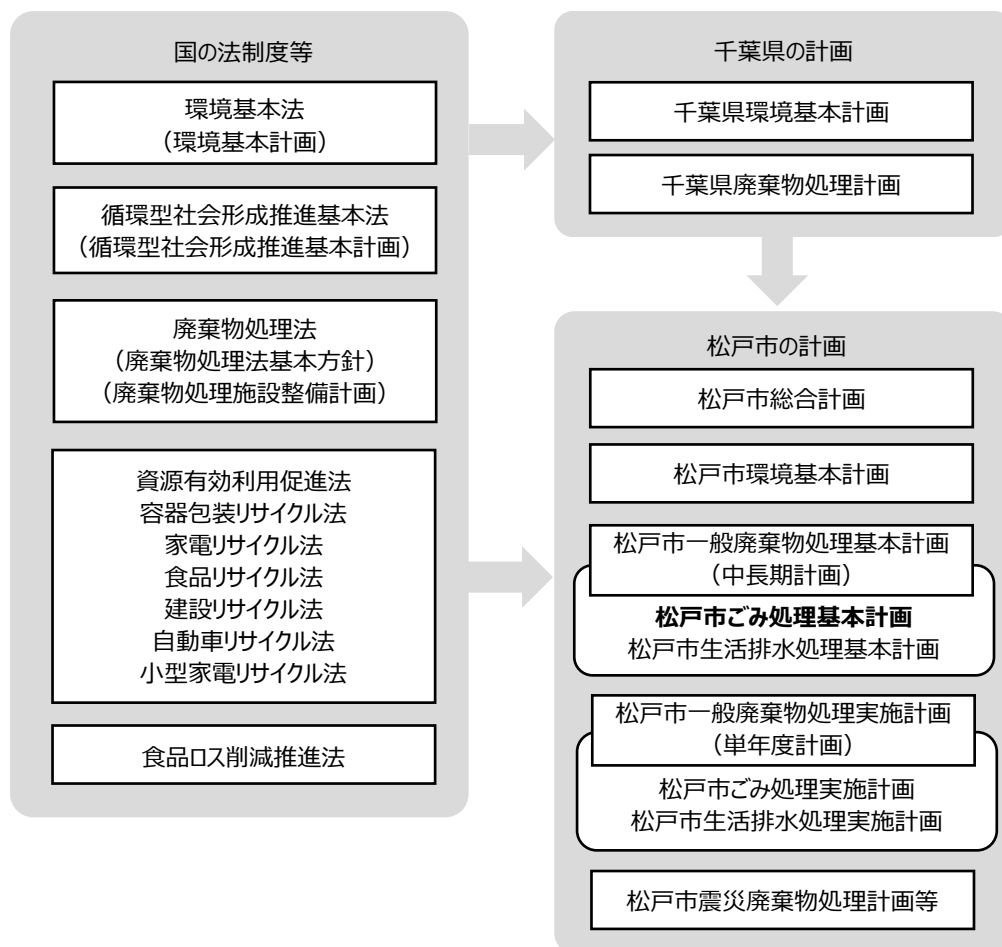 国の法制度等
環境基本法
（環境基本計画）
循環型社会形成推進基本法
（循環型社会形成推進基本計画）
廃棄物処理法
（廃棄物処理法基本方針）
（廃棄物処理施設整備計画）
資源有効利用促進法
容器包装リサイクル法
家電リサイクル法
食品リサイクル法
建設リサイクル法
自動車リサイクル法
小型家電リサイクル法
食品ロス削減推進法
千葉県の計画
千葉県環境基本計画
千葉県廃棄物処理計画
松戸市の計画
松戸市総合計画
松戸市環境基本計画
松戸市一般廃棄物処理基本計画
（中長期計画）
松戸市ごみ処理基本計画
松戸市生活排水処理基本計画
松戸市一般廃棄物処理実施計画
（単年度計画）
松戸市ごみ処理実施計画
松戸市生活排水処理実施計画
松戸市震災廃棄物処理計画等